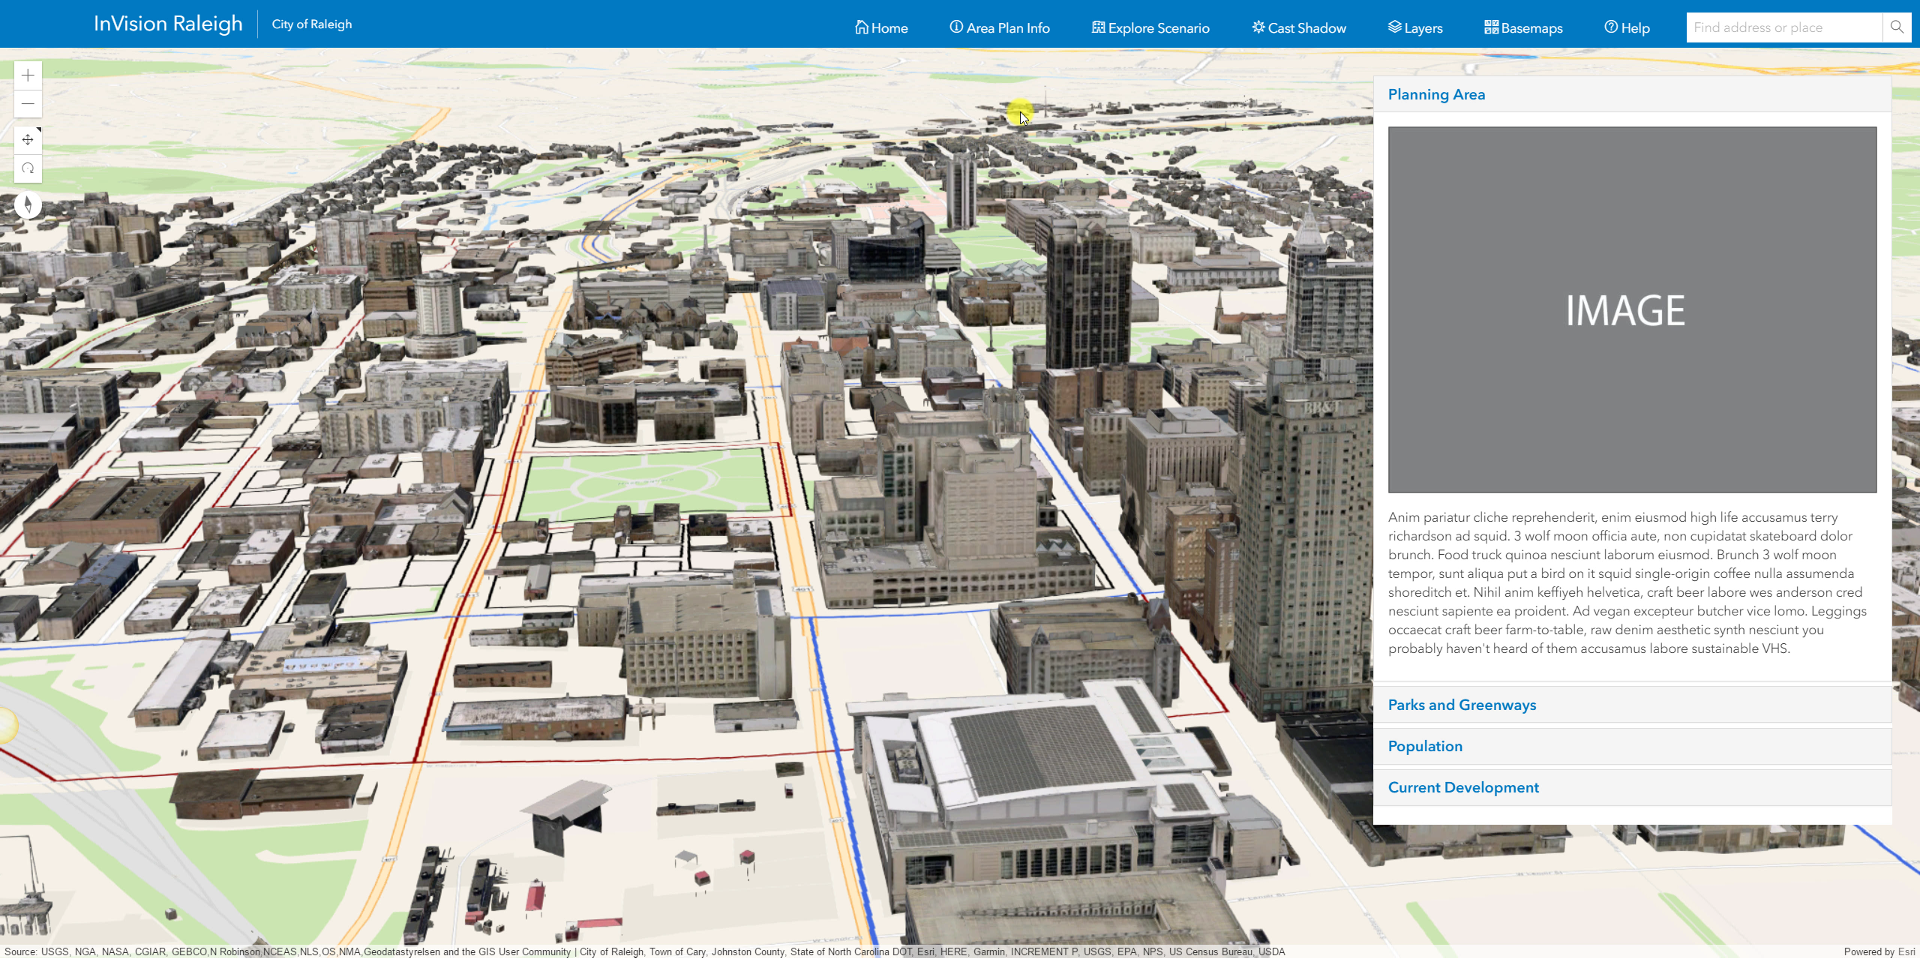 InVision Raleigh
City of Raleigh
Home
Area Plan Info
Explore Scenario
Cast Shadow
Layers
Basemaps
Help
Find address or place
Planning Area
IMAGE
Anim pariatur cliche reprehenderit, enim eiusmod high life accusamus terry
richardson ad squid. 3 wolf moon officia aute, non cupidatat skateboard dolor
brunch. Food truck quinoa nesciunt laborum eiusmod. Brunch 3 wolf moon
tempor, sunt aliqua put a bird on it squid single-origin coffee nulla assumenda
shoreditch et. Nihil anim keffiyeh helvetica, craft beer labore wes anderson cred
nesciunt sapiente ea proident. Ad vegan excepteur butcher vice lomo. Leggings
occaecat craft beer farm-to-table, raw denim aesthetic synth nesciunt you
probably haven't heard of them accusamus labore sustainable VHS.
Parks and Greenways
Population
Current Development
BB&T
Source: USGS, NGA, NASA, CGIAR, GEBCO,N Robinson,NCEAS,NLS,OS,NMA,Geodatastyrelsen and the GIS User Community | City of Raleigh, Town of Cary, Johnston County, State of North Carolina DOT, Esri, HERE, Garmin, INCREMENT P, USGS, EPA, NPS, US Census Bureau, USDA
Powered by Esri